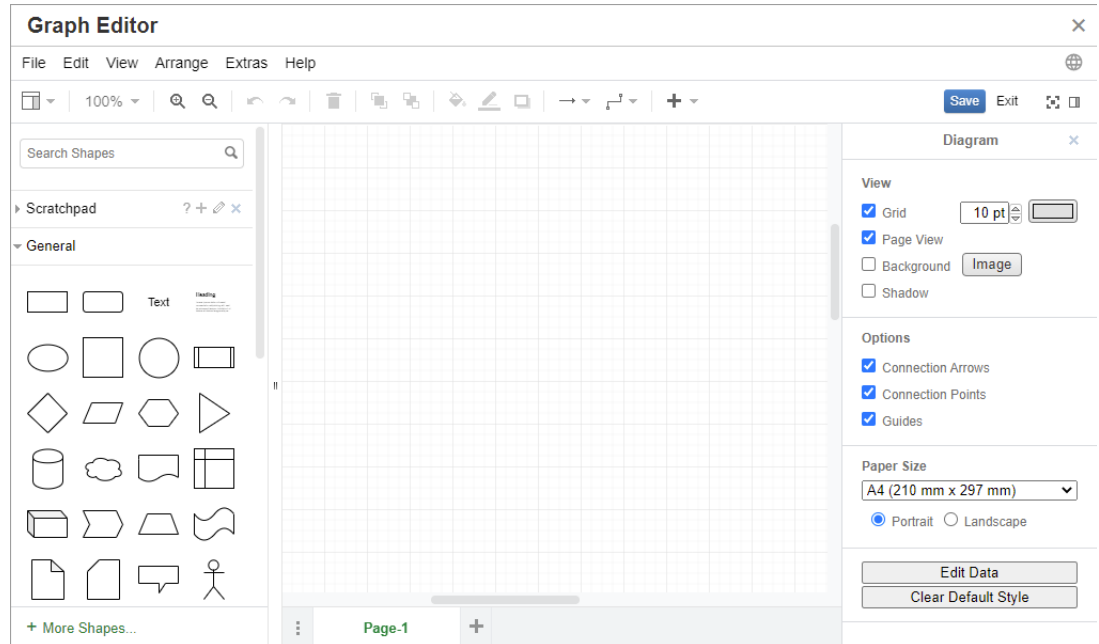 Graph Editor
File Edit View Arrange Extras Help
100%
Save Exit
Search Shapes
Scratchpad
?
General
Text
Heading
+ More Shapes...
Page-1
Diagram
View
Grid 10 pt
Page View
Background Image
Shadow
Options
Connection Arrows
Connection Points
Guides
Paper Size
A4 (210 mm x 297 mm)
Portrait Landscape
Edit Data
Clear Default Style